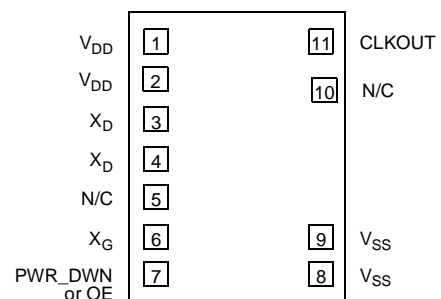 V_DD 1 11 CLKOUT
V_DD 2 10 N/C
X_D 3
X_D 4
N/C 5
X_G 6 9 V_SS
PWR_DWN 7 8 V_SS
or OE